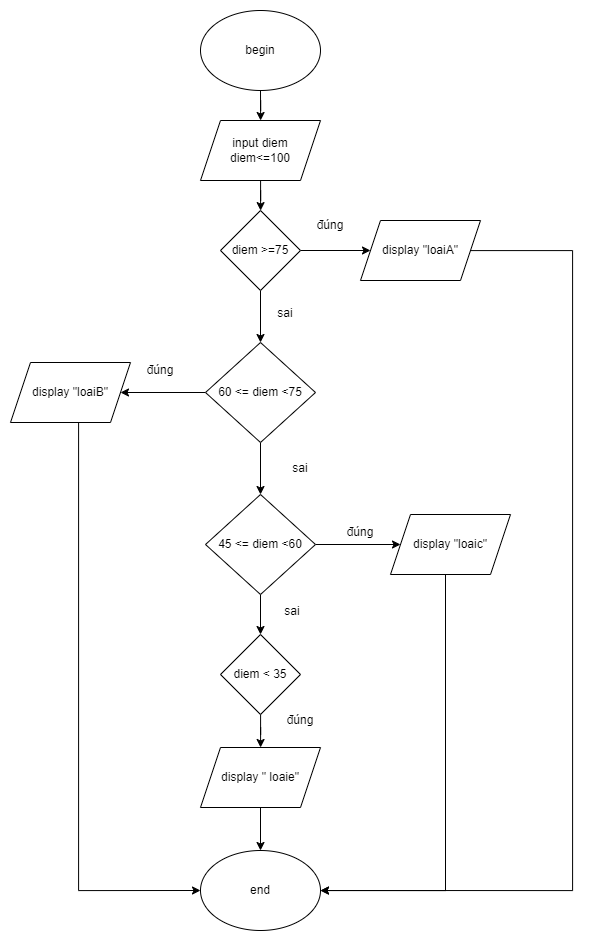 begin
input diem
diem<=100
diem >=75
đúng
display "loaiA"
sai
60 <= diem <75
đúng
display "loaiB"
sai
45 <= diem <60
đúng
display "loaic"
sai
diem < 35
đúng
display " loaie"
end